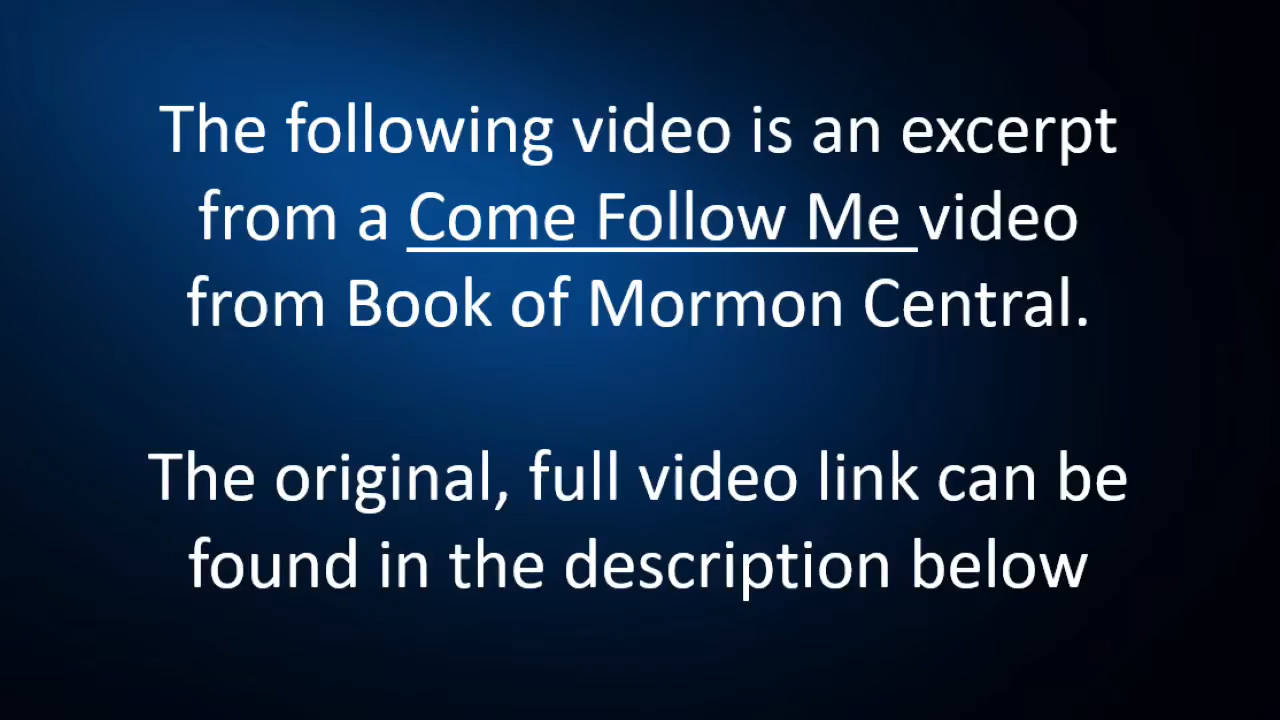 The following video is an excerpt
from a Come Follow Me video
from Book of Mormon Central.
The original, full video link can be
found in the description below